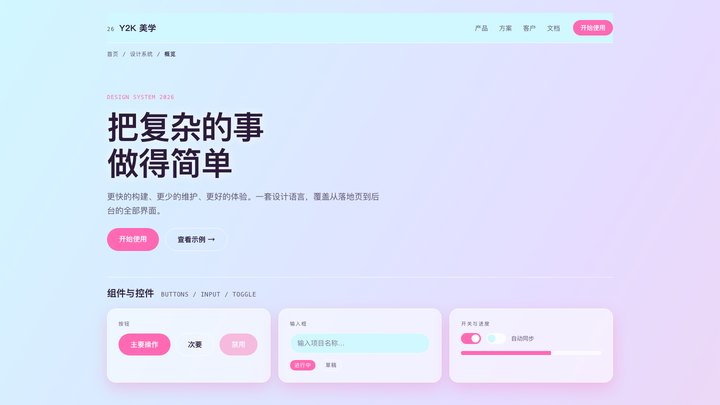 26 Y2K 美学
产品 方案 客户 文档 开始使用
首页 / 设计系统 / 概览
DESIGN SYSTEM 2026
把复杂的事
做得简单
更快的构建、更少的维护、更好的体验。一套设计语言，覆盖从落地页到后
台的全部界面。
开始使用 查看示例 →
组件与控件 BUTTONS / INPUT / TOGGLE
按钮
主要操作 次要 禁用
输入框
输入项目名称...
进行中 草稿
开关与进度
自动同步